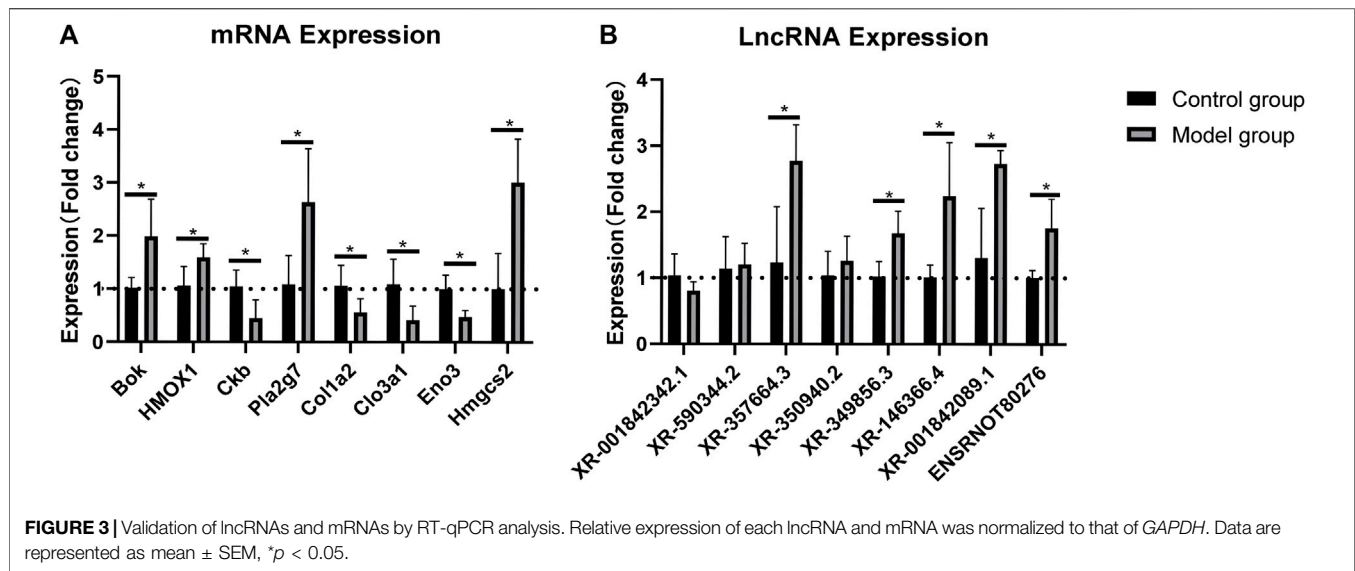 A
mRNA Expression
Expression (Fold change)
5
4
3
2
1
0
*
*
*
*
*
*
*
*
Bok
HMOX1
Ckb
Pla2g7
Col1a2
Clo3a1
Eno3
Hmgcs2
B
LncRNA Expression
Expression (Fold change)
4
3
2
1
0
*
*
*
*
*
XR-001842342.1
XR-590344.2
XR-357664.3
XR-350940.2
XR-349856.3
XR-146366.4
XR-001842089.1
ENSRNOT80276
Control group
Model group
FIGURE 3 | Validation of lncRNAs and mRNAs by RT-qPCR analysis. Relative expression of each lncRNA and mRNA was normalized to that of GAPDH. Data are
represented as mean ± SEM, *p < 0.05.